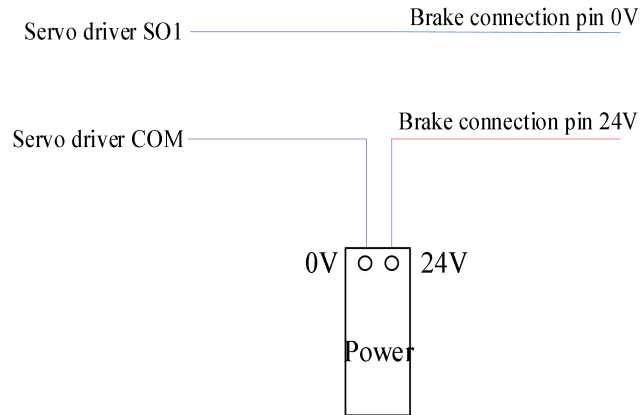 Brake connection pin 0V
Servo driver SO1
Brake connection pin 24V
Servo driver COM
0V
24V
Power